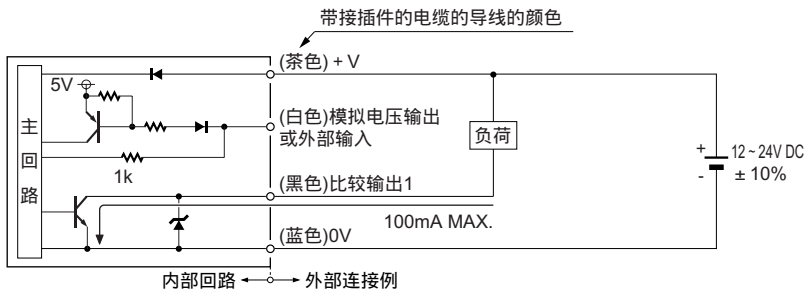 带接插件的电缆的导线的颜色
(茶色) + V
5V
(白色)模拟电压输出
或外部输入
主回路
负荷
+
12 ~ 24V DC
-
± 10%
1k
(黑色)比较输出1
100mA MAX.
(蓝色)0V
内部回路
外部连接例